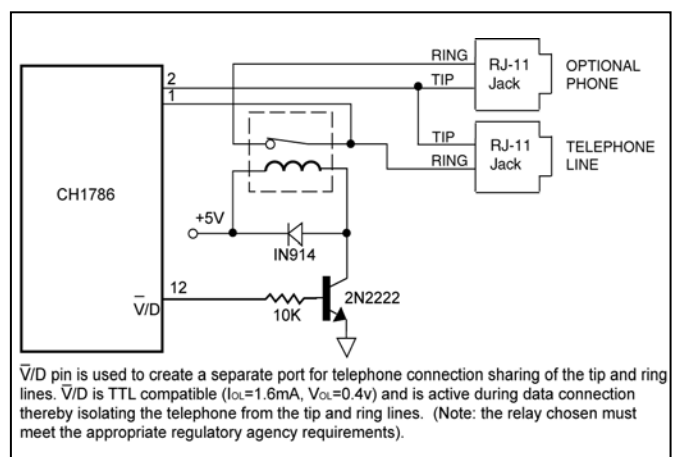 RING
TIP
RJ-11
Jack
OPTIONAL
PHONE
2
1
TIP
RING
RJ-11
Jack
TELEPHONE
LINE
CH1786
+5V
IN914
12
V̅/D
10K
2N2222
V̅/D pin is used to create a separate port for telephone connection sharing of the tip and ring
lines. V̅/D is TTL compatible (IOL=1.6mA, VOL=0.4v) and is active during data connection
thereby isolating the telephone from the tip and ring lines. (Note: the relay chosen must
meet the appropriate regulatory agency requirements).